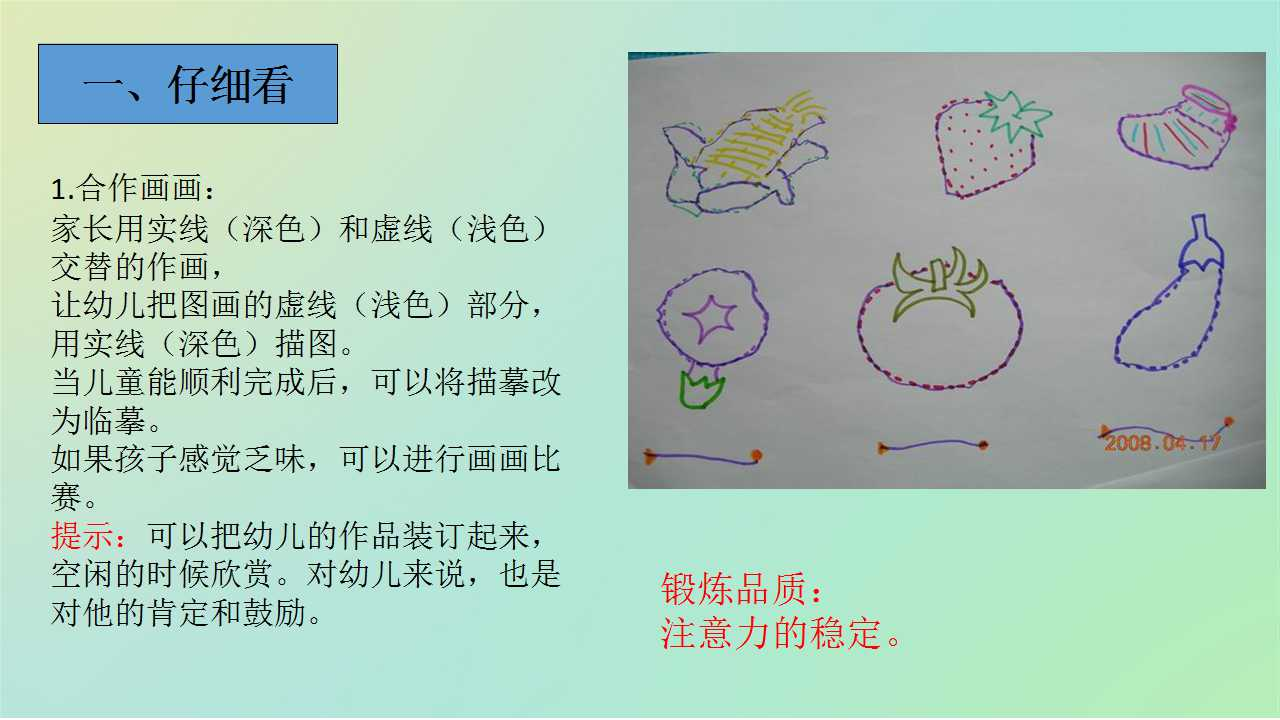 一、仔细看
1.合作画画：
家长用实线（深色）和虚线（浅色）
交替的作画，
让幼儿把图画的虚线（浅色）部分，
用实线（深色）描图。
当儿童能顺利完成后，可以将描摹改
为临摹。
如果孩子感觉乏味，可以进行画画比
赛。
提示：可以把幼儿的作品装订起来，
空闲的时候欣赏。对幼儿来说，也是
对他的肯定和鼓励。
2008.04.17
锻炼品质：
注意力的稳定。